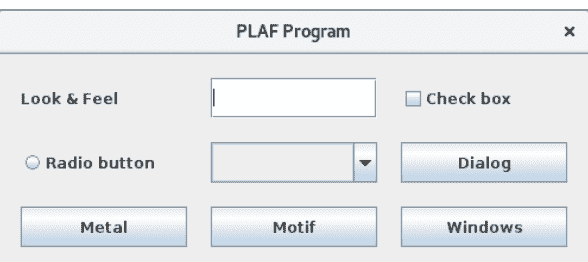 PLAF Program
Look & Feel
Check box
Radio button
Dialog
Metal
Motif
Windows